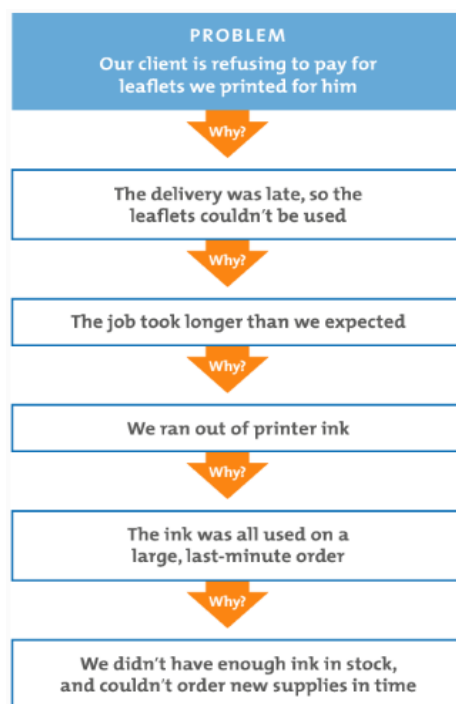 PROBLEM
Our client is refusing to pay for
leaflets we printed for him
Why?
The delivery was late, so the
leaflets couldn't be used
Why?
The job took longer than we expected
Why?
We ran out of printer ink
Why?
The ink was all used on a
large, last-minute order
Why?
We didn't have enough ink in stock,
and couldn't order new supplies in time